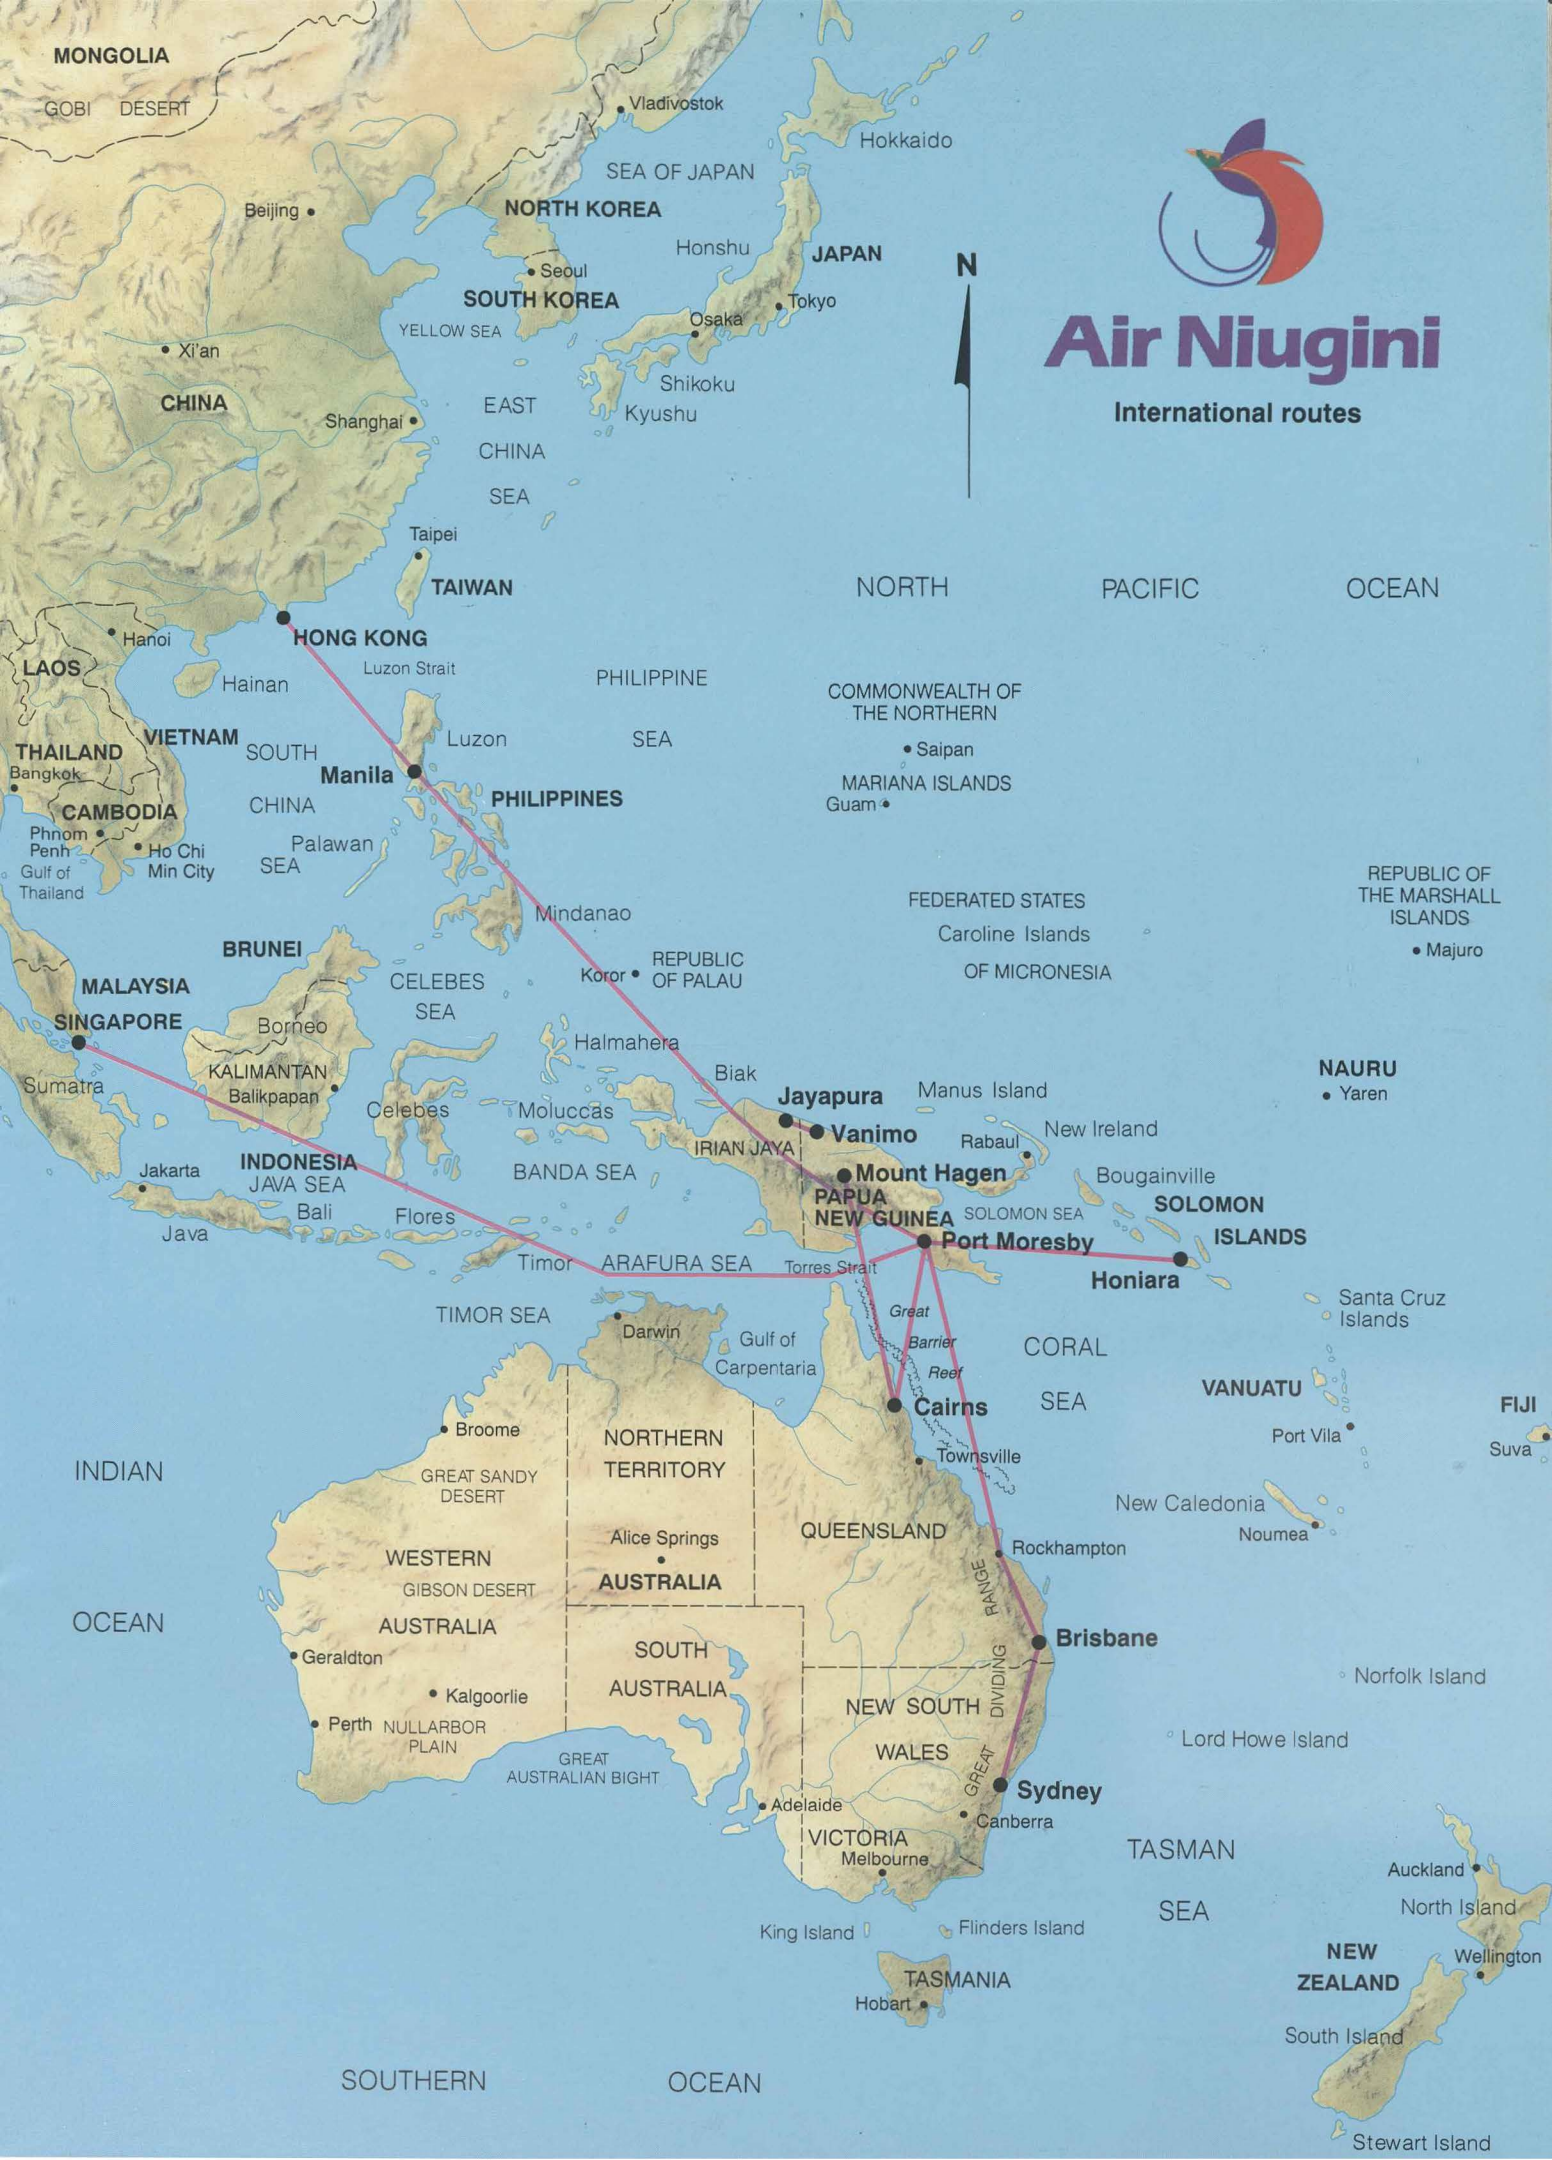 MONGOLIA
GOBI DESERT
Vladivostok
Hokkaido
SEA OF JAPAN
Beijing
NORTH KOREA
Honshu
JAPAN
N
Seoul
SOUTH KOREA
Tokyo
Osaka
YELLOW SEA
Air Niugini
International routes
Xi'an
Shikoku
CHINA
Kyushu
Shanghai
EAST
CHINA
SEA
Taipei
TAIWAN
NORTH PACIFIC OCEAN
HONG KONG
Hanoi
LAOS
Luzon Strait
Hainan
PHILIPPINE
SEA
COMMONWEALTH OF
THE NORTHERN
Saipan
MARIANA ISLANDS
Guam
VIETNAM
SOUTH
CHINA
SEA
Luzon
THAILAND
Bangkok
Manila
PHILIPPINES
CAMBODIA
Phnom
Penh
Ho Chi
Min City
Palawan
Gulf of
Thailand
REPUBLIC OF
THE MARSHALL
ISLANDS
Majuro
FEDERATED STATES
Caroline Islands
OF MICRONESIA
Mindanao
BRUNEI
REPUBLIC
OF PALAU
Koror
CELEBES
SEA
MALAYSIA
SINGAPORE
Borneo
Halmahera
KALIMANTAN
Balikpapan
Sumatra
Biak
NAURU
Yaren
Jayapura
Manus Island
Celebes
Moluccas
Vanimo
New Ireland
Rabaul
IRIAN JAYA
INDONESIA
JAVA SEA
Jakarta
BANDA SEA
Mount Hagen
Bougainville
PAPUA
NEW GUINEA
SOLOMON SEA
SOLOMON
ISLANDS
Bali
Flores
Java
Port Moresby
Timor
ARAFURA SEA
Torres Strait
Honiara
Santa Cruz
Islands
TIMOR SEA
Darwin
Gulf of
Carpentaria
Great
Barrier
Reef
CORAL
SEA
VANUATU
FIJI
Cairns
Port Vila
Suva
Broome
NORTHERN
TERRITORY
Townsville
INDIAN
OCEAN
GREAT SANDY
DESERT
New Caledonia
Noumea
QUEENSLAND
Alice Springs
Rockhampton
WESTERN
AUSTRALIA
AUSTRALIA
GIBSON DESERT
GREAT DIVIDING RANGE
Geraldton
SOUTH
AUSTRALIA
Brisbane
Norfolk Island
Kalgoorlie
Perth
NULLARBOR
PLAIN
NEW SOUTH
WALES
Lord Howe Island
GREAT
AUSTRALIAN BIGHT
Sydney
Adelaide
Canberra
VICTORIA
Melbourne
TASMAN
SEA
Auckland
North Island
King Island
Flinders Island
NEW
ZEALAND
Wellington
TASMANIA
Hobart
South Island
SOUTHERN OCEAN
Stewart Island